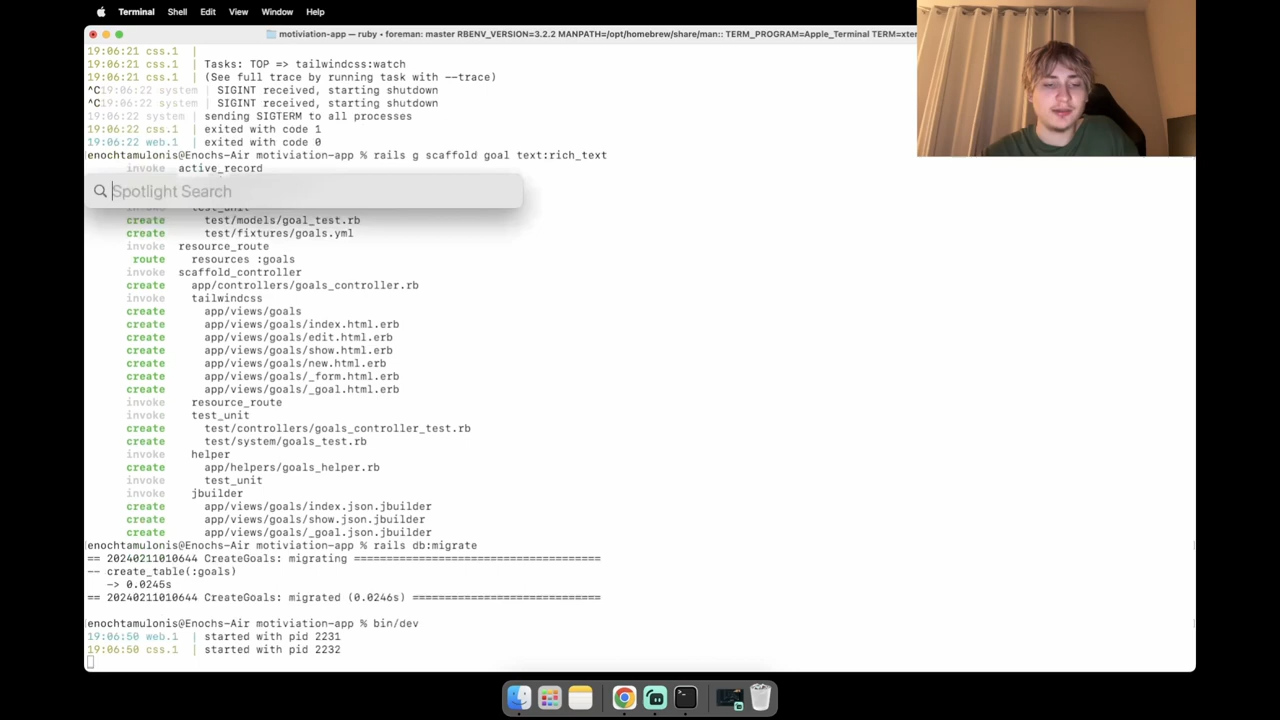 Terminal Shell Edit View Window Help
motiviation-app — ruby • foreman: master RBENV_VERSION=3.2.2 MANPATH=/opt/homebrew/share/man:: TERM_PROGRAM=Apple_Terminal TERM=xter
19:06:21 css.1 |
19:06:21 css.1 | Tasks: TOP => tailwindcss:watch
19:06:21 css.1 | (See full trace by running task with --trace)
^C19:06:22 system | SIGINT received, starting shutdown
^C19:06:22 system | SIGINT received, starting shutdown
19:06:22 system | sending SIGTERM to all processes
19:06:22 css.1 | exited with code 1
19:06:22 web.1 | exited with code 0
enochtamulonis@Enochs-Air motiviation-app % rails g scaffold goal text:rich_text
invoke active_record
Spotlight Search
invoke test_unit
create test/models/goal_test.rb
create test/fixtures/goals.yml
invoke resource_route
route resources :goals
invoke scaffold_controller
create app/controllers/goals_controller.rb
invoke tailwindcss
create app/views/goals
create app/views/goals/index.html.erb
create app/views/goals/edit.html.erb
create app/views/goals/show.html.erb
create app/views/goals/new.html.erb
create app/views/goals/_form.html.erb
create app/views/goals/_goal.html.erb
invoke resource_route
invoke test_unit
create test/controllers/goals_controller_test.rb
create test/system/goals_test.rb
invoke helper
create app/helpers/goals_helper.rb
invoke test_unit
invoke jbuilder
create app/views/goals/index.json.jbuilder
create app/views/goals/show.json.jbuilder
create app/views/goals/_goal.json.jbuilder
enochtamulonis@Enochs-Air motiviation-app % rails db:migrate
== 20240211010644 CreateGoals: migrating ======================================
-- create_table(:goals)
-> 0.0245s
== 20240211010644 CreateGoals: migrated (0.0246s) =============================
enochtamulonis@Enochs-Air motiviation-app % bin/dev
19:06:50 web.1 | started with pid 2231
19:06:50 css.1 | started with pid 2232